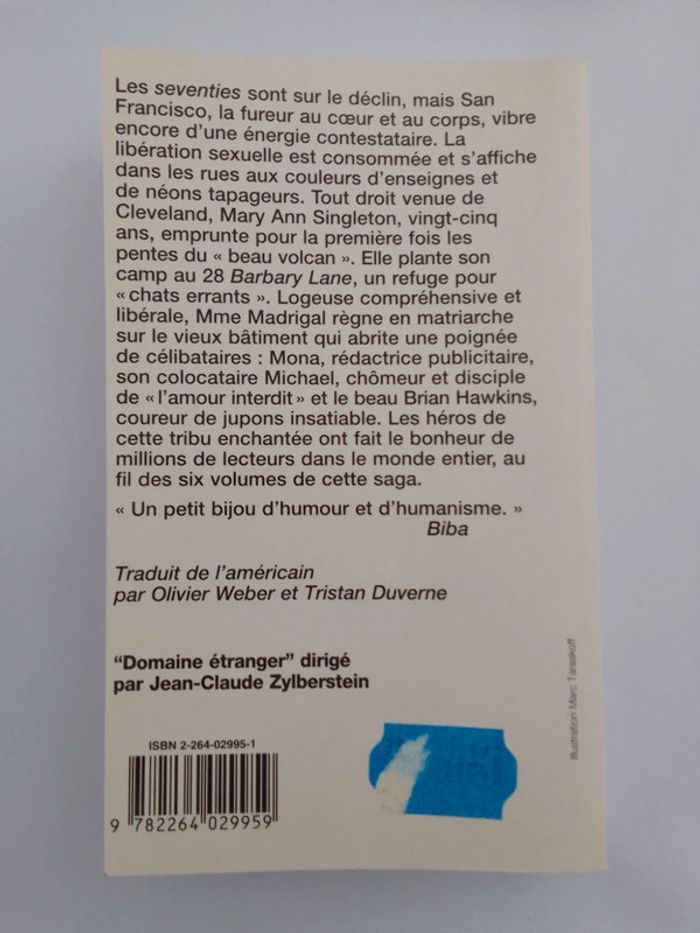 Les seventies sont sur le déclin, mais San
Francisco, la fureur au cœur et au corps, vibre
encore d'une énergie contestataire. La
libération sexuelle est consommée et s'affiche
dans les rues aux couleurs d'enseignes et
de néons tapageurs. Tout droit venue de
Cleveland, Mary Ann Singleton, vingt-cinq
ans, emprunte pour la première fois les
pentes du « beau volcan ». Elle plante son
camp au 28 Barbary Lane, un refuge pour
« chats errants ». Logeuse compréhensive et
libérale, Mme Madrigal règne en matriarche
sur le vieux bâtiment qui abrite une poignée
de célibataires : Mona, rédactrice publicitaire,
son colocataire Michael, chômeur et disciple
de « l'amour interdit » et le beau Brian Hawkins,
coureur de jupons insatiable. Les héros de
cette tribu enchantée ont fait le bonheur de
millions de lecteurs dans le monde entier, au
fil des six volumes de cette saga.
« Un petit bijou d'humour et d'humanisme. »
Biba
Traduit de l'américain
par Olivier Weber et Tristan Duverne
"Domaine étranger" dirigé
par Jean-Claude Zylberstein
Illustration Marc Taraskoff
ISBN 2-264-02995-1
9 782264 029959